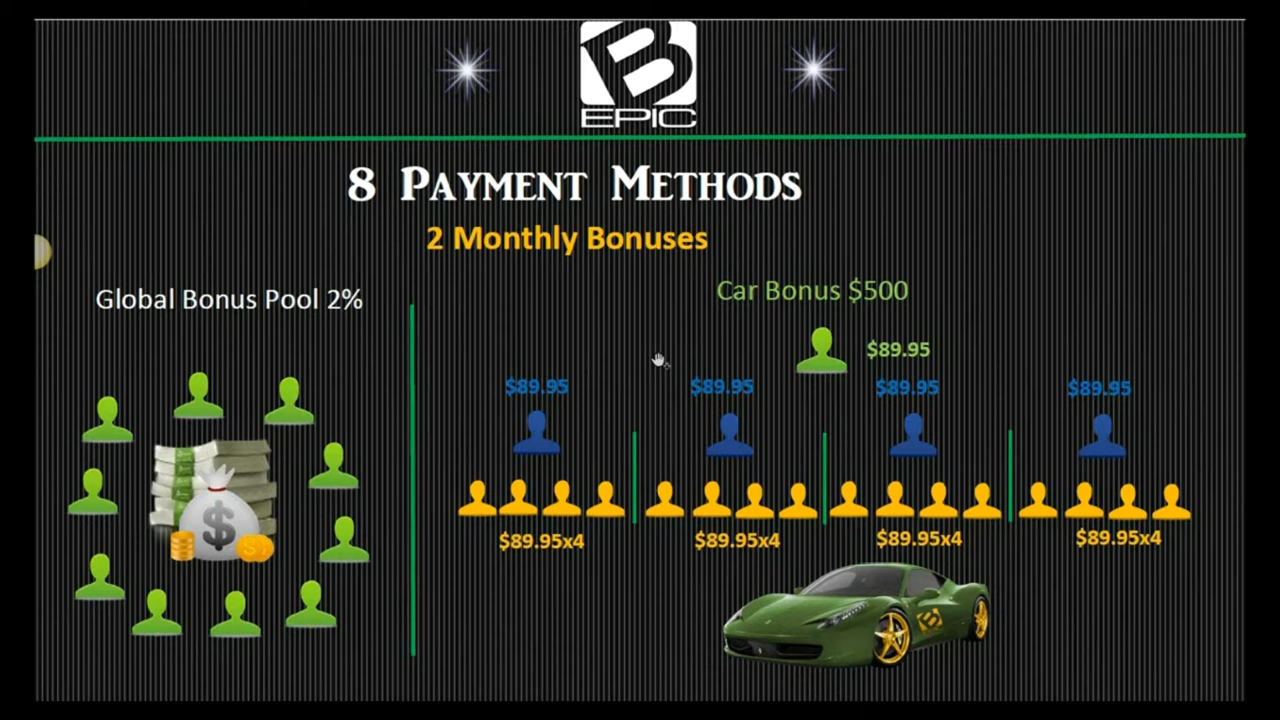 B
EPIC
8 PAYMENT METHODS
2 Monthly Bonuses
Global Bonus Pool 2%
Car Bonus $500
$89.95
$89.95 $89.95 $89.95 $89.95
$89.95x4 $89.95x4 $89.95x4 $89.95x4
$
$
B